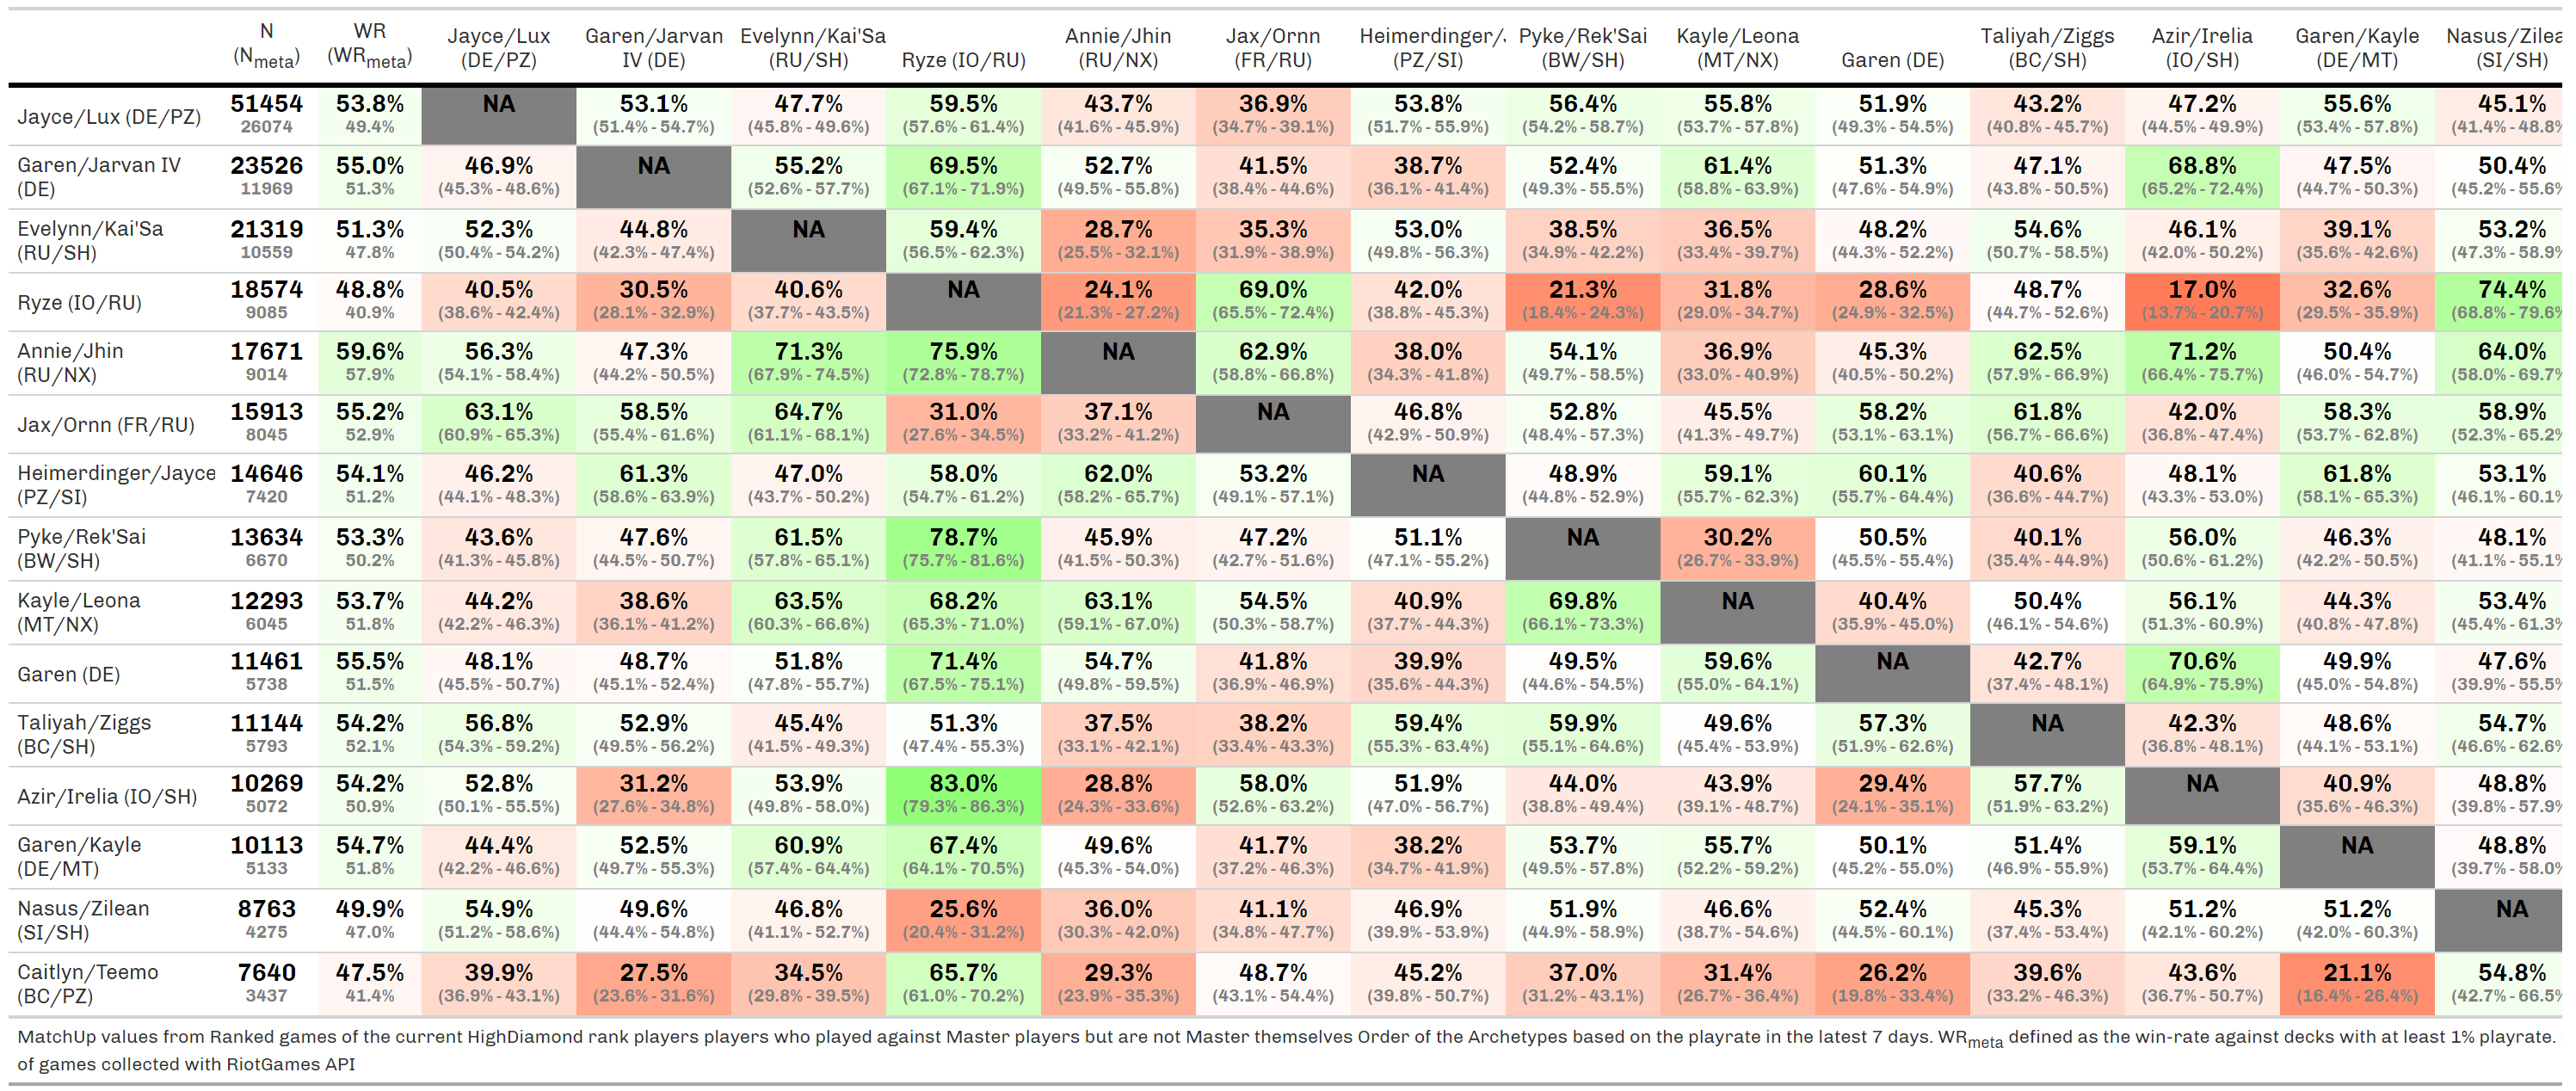 N (N_meta) WR (WR_meta) Jayce/Lux (DE/PZ) Garen/Jarvan IV (DE) Evelynn/Kai'Sa (RU/SH) Ryze (IO/RU) Annie/Jhin (RU/NX) Jax/Ornn (FR/RU) Heimerdinger/ (PZ/SI) Pyke/Rek'Sai (BW/SH) Kayle/Leona (MT/NX) Garen (DE) Taliyah/Ziggs (BC/SH) Azir/Irelia (IO/SH) Garen/Kayle (DE/MT) Nasus/Zilea (SI/SH)
Jayce/Lux (DE/PZ) 51454 53.8% NA 53.1% 47.7% 59.5% 43.7% 36.9% 53.8% 56.4% 55.8% 51.9% 43.2% 47.2% 55.6% 45.1%
26074 49.4% (51.4% - 54.7%) (45.8% - 49.6%) (57.6% - 61.4%) (41.6% - 45.9%) (34.7% - 39.1%) (51.7% - 55.9%) (54.2% - 58.7%) (53.7% - 57.8%) (49.3% - 54.5%) (40.8% - 45.7%) (44.5% - 49.9%) (53.4% - 57.8%) (41.4% - 48.8%
Garen/Jarvan IV 23526 55.0% 46.9% NA 55.2% 69.5% 52.7% 41.5% 38.7% 52.4% 61.4% 51.3% 47.1% 68.8% 47.5% 50.4%
(DE) 11969 51.3% (45.3% - 48.6%) (52.6% - 57.7%) (67.1% - 71.9%) (49.5% - 55.8%) (38.4% - 44.6%) (36.1% - 41.4%) (49.3% - 55.5%) (58.8% - 63.9%) (47.6% - 54.9%) (43.8% - 50.5%) (65.2% - 72.4%) (44.7% - 50.3%) (45.2% - 55.6%
Evelynn/Kai'Sa 21319 51.3% 52.3% 44.8% NA 59.4% 28.7% 35.3% 53.0% 38.5% 36.5% 48.2% 54.6% 46.1% 39.1% 53.2%
(RU/SH) 10559 47.8% (50.4% - 54.2%) (42.3% - 47.4%) (56.5% - 62.3%) (25.5% - 32.1%) (31.9% - 38.9%) (49.8% - 56.3%) (34.9% - 42.2%) (33.4% - 39.7%) (44.3% - 52.2%) (50.7% - 58.5%) (42.0% - 50.2%) (35.6% - 42.6%) (47.3% - 58.9%
Ryze (IO/RU) 18574 48.8% 40.5% 30.5% 40.6% NA 24.1% 69.0% 42.0% 21.3% 31.8% 28.6% 48.7% 17.0% 32.6% 74.4%
9085 40.9% (38.6% - 42.4%) (28.1% - 32.9%) (37.7% - 43.5%) (21.3% - 27.2%) (65.5% - 72.4%) (38.8% - 45.3%) (18.4% - 24.3%) (29.0% - 34.7%) (24.9% - 32.5%) (44.7% - 52.6%) (13.7% - 20.7%) (29.5% - 35.9%) (68.8% - 79.6%
Annie/Jhin 17671 59.6% 56.3% 47.3% 71.3% 75.9% NA 62.9% 38.0% 54.1% 36.9% 45.3% 62.5% 71.2% 50.4% 64.0%
(RU/NX) 9014 57.9% (54.1% - 58.4%) (44.2% - 50.5%) (67.9% - 74.5%) (72.8% - 78.7%) (58.8% - 66.8%) (34.3% - 41.8%) (49.7% - 58.5%) (33.0% - 40.9%) (40.5% - 50.2%) (57.9% - 66.9%) (66.4% - 75.7%) (46.0% - 54.7%) (58.0% - 69.7%
Jax/Ornn (FR/RU) 15913 55.2% 63.1% 58.5% 64.7% 31.0% 37.1% NA 46.8% 52.8% 45.5% 58.2% 61.8% 42.0% 58.3% 58.9%
8045 52.9% (60.9% - 65.3%) (55.4% - 61.6%) (61.1% - 68.1%) (27.6% - 34.5%) (33.2% - 41.2%) (42.9% - 50.9%) (48.4% - 57.3%) (41.3% - 49.7%) (53.1% - 63.1%) (56.7% - 66.6%) (36.8% - 47.4%) (53.7% - 62.8%) (52.3% - 65.2%
Heimerdinger/Jayce 14646 54.1% 46.2% 61.3% 47.0% 58.0% 62.0% 53.2% NA 48.9% 59.1% 60.1% 40.6% 48.1% 61.8% 53.1%
(PZ/SI) 7420 51.2% (44.1% - 48.3%) (58.6% - 63.9%) (43.7% - 50.2%) (54.7% - 61.2%) (58.2% - 65.7%) (49.1% - 57.1%) (44.8% - 52.9%) (55.7% - 62.3%) (55.7% - 64.4%) (36.6% - 44.7%) (43.3% - 53.0%) (58.1% - 65.3%) (46.1% - 60.1%
Pyke/Rek'Sai 13634 53.3% 43.6% 47.6% 61.5% 78.7% 45.9% 47.2% 51.1% NA 30.2% 50.5% 40.1% 56.0% 46.3% 48.1%
(BW/SH) 6670 50.2% (41.3% - 45.8%) (44.5% - 50.7%) (57.8% - 65.1%) (75.7% - 81.6%) (41.5% - 50.3%) (42.7% - 51.6%) (47.1% - 55.2%) (26.7% - 33.9%) (45.5% - 55.4%) (35.4% - 44.9%) (50.6% - 61.2%) (42.2% - 50.5%) (41.1% - 55.1%
Kayle/Leona 12293 53.7% 44.2% 38.6% 63.5% 68.2% 63.1% 54.5% 40.9% 69.8% NA 40.4% 50.4% 56.1% 44.3% 53.4%
(MT/NX) 6045 51.8% (42.2% - 46.3%) (36.1% - 41.2%) (60.3% - 66.6%) (65.3% - 71.0%) (59.1% - 67.0%) (50.3% - 58.7%) (37.7% - 44.3%) (66.1% - 73.3%) (35.9% - 45.0%) (46.1% - 54.6%) (51.3% - 60.9%) (40.8% - 47.8%) (45.4% - 61.3%
Garen (DE) 11461 55.5% 48.1% 48.7% 51.8% 71.4% 54.7% 41.8% 39.9% 49.5% 59.6% NA 42.7% 70.6% 49.9% 47.6%
5738 51.5% (45.5% - 50.7%) (45.1% - 52.4%) (47.8% - 55.7%) (67.5% - 75.1%) (49.8% - 59.5%) (36.9% - 46.9%) (35.6% - 44.3%) (44.6% - 54.5%) (55.0% - 64.1%) (37.4% - 48.1%) (64.9% - 75.9%) (45.0% - 54.8%) (39.9% - 55.5%
Taliyah/Ziggs 11144 54.2% 56.8% 52.9% 45.4% 51.3% 37.5% 38.2% 59.4% 59.9% 49.6% 57.3% NA 42.3% 48.6% 54.7%
(BC/SH) 5793 52.1% (54.3% - 59.2%) (49.5% - 56.2%) (41.5% - 49.3%) (47.4% - 55.3%) (33.1% - 42.1%) (33.4% - 43.3%) (55.3% - 63.4%) (55.1% - 64.6%) (45.4% - 53.9%) (51.9% - 62.6%) (36.8% - 48.1%) (44.1% - 53.1%) (46.6% - 62.6%
Azir/Irelia (IO/SH) 10269 54.2% 52.8% 31.2% 53.9% 83.0% 28.8% 58.0% 51.9% 44.0% 43.9% 29.4% 57.7% NA 40.9% 48.8%
5072 50.9% (50.1% - 55.5%) (27.6% - 34.8%) (49.8% - 58.0%) (79.3% - 86.3%) (24.3% - 33.6%) (52.6% - 63.2%) (47.0% - 56.7%) (38.8% - 49.4%) (39.1% - 48.7%) (24.1% - 35.1%) (51.9% - 63.2%) (35.6% - 46.3%) (39.8% - 57.9%
Garen/Kayle 10113 54.7% 44.4% 52.5% 60.9% 67.4% 49.6% 41.7% 38.2% 53.7% 55.7% 50.1% 51.4% 59.1% NA 48.8%
(DE/MT) 5133 51.8% (42.2% - 46.6%) (49.7% - 55.3%) (57.4% - 64.4%) (64.1% - 70.5%) (45.3% - 54.0%) (37.2% - 46.3%) (34.7% - 41.9%) (49.5% - 57.8%) (52.2% - 59.2%) (45.2% - 55.0%) (46.9% - 55.9%) (53.7% - 64.4%) (39.7% - 58.0%
Nasus/Zilean 8763 49.9% 54.9% 49.6% 46.8% 25.6% 36.0% 41.1% 46.9% 51.9% 46.6% 52.4% 45.3% 51.2% 51.2% NA
(SI/SH) 4275 47.0% (51.2% - 58.6%) (44.4% - 54.8%) (41.1% - 52.7%) (20.4% - 31.2%) (30.3% - 42.0%) (34.8% - 47.7%) (39.9% - 53.9%) (44.9% - 58.9%) (38.7% - 54.6%) (44.5% - 60.1%) (37.4% - 53.4%) (42.1% - 60.2%) (42.0% - 60.3%)
Caitlyn/Teemo 7640 47.5% 39.9% 27.5% 34.5% 65.7% 29.3% 48.7% 45.2% 37.0% 31.4% 26.2% 39.6% 43.6% 21.1% 54.8%
(BC/PZ) 3437 41.4% (36.9% - 43.1%) (23.6% - 31.6%) (29.8% - 39.5%) (61.0% - 70.2%) (23.9% - 35.3%) (43.1% - 54.4%) (39.8% - 50.7%) (31.2% - 43.1%) (26.7% - 36.4%) (19.8% - 33.4%) (33.2% - 46.3%) (36.7% - 50.7%) (16.4% - 26.4%) (42.7% - 66.5%
MatchUp values from Ranked games of the current HighDiamond rank players players who played against Master players but are not Master themselves Order of the Archetypes based on the playrate in the latest 7 days. WR_meta defined as the win-rate against decks with at least 1% playrate.
of games collected with RiotGames API